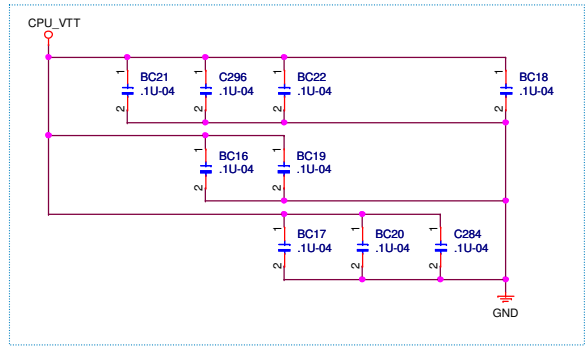 CPU_VTT
1 BC21 1 C296 1 BC22 1 BC18
2 .1U-04 2 .1U-04 2 .1U-04 2 .1U-04
1 BC16 1 BC19
2 .1U-04 2 .1U-04
1 BC17 1 BC20 1 C284
2 .1U-04 2 .1U-04 2 .1U-04
GND